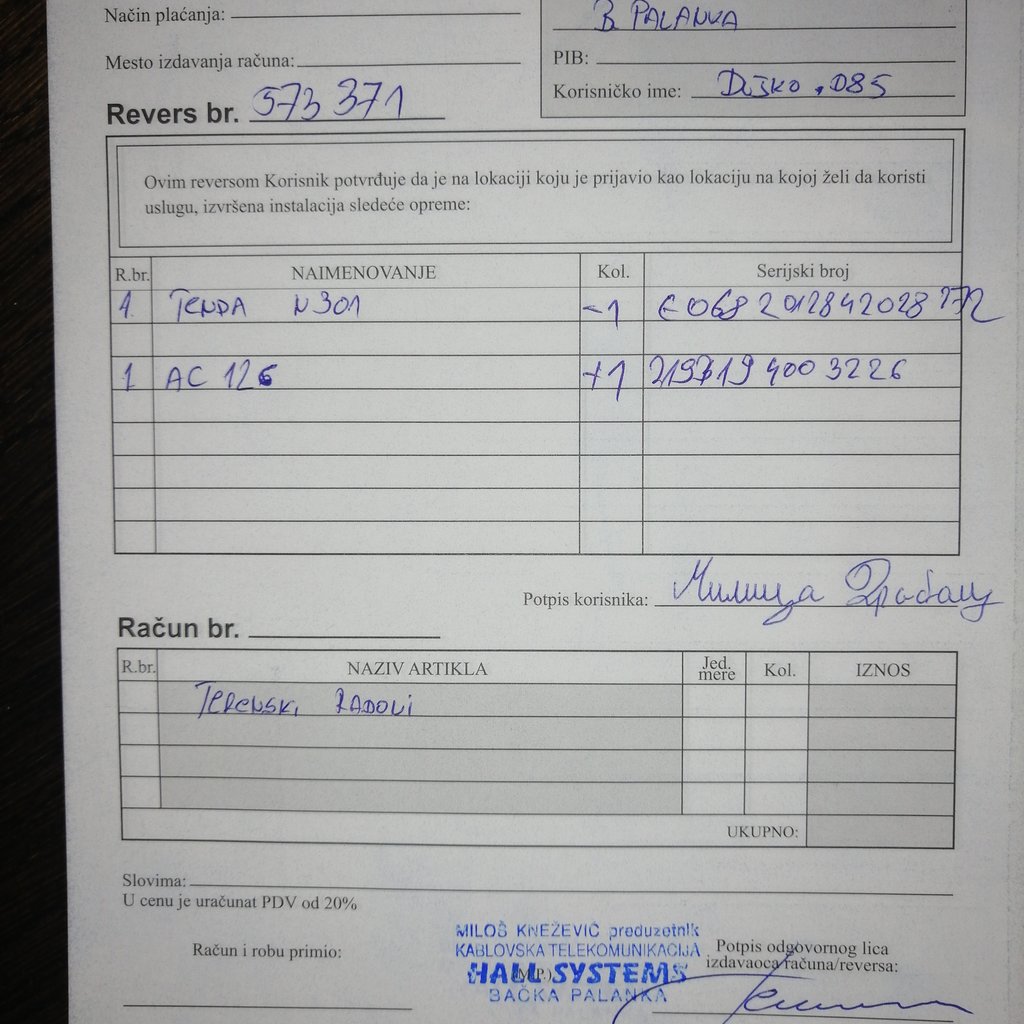 Način plaćanja:
B. PALANKA
Mesto izdavanja računa:
PIB:
Korisničko ime: DUŠKO.085
Revers br. 573371
Ovim reversom Korisnik potvrđuje da je na lokaciji koju je prijavio kao lokaciju na kojoj želi da koristi
uslugu, izvršena instalacija sledeće opreme:
R.br. NAIMENOVANJE Kol. Serijski broj
1. TENDA N301 -1
1 AC 126 +1 2197194003226
Potpis korisnika: Милица
Račun br.
R.br. NAZIV ARTIKLA Jed. mere Kol. IZNOS
TERENSKI RADOVI
UKUPNO:
Slovima:
U cenu je uračunat PDV od 20%
MILOŠ KNEŽEVIĆ preduzetnik
Račun i robu primio: KABLOVSKA TELEKOMUNIKACIJA Potpis odgovornog lica
(M.P.) HALL SYSTEMS izdavaoca računa/reversa:
BAČKA PALANKA